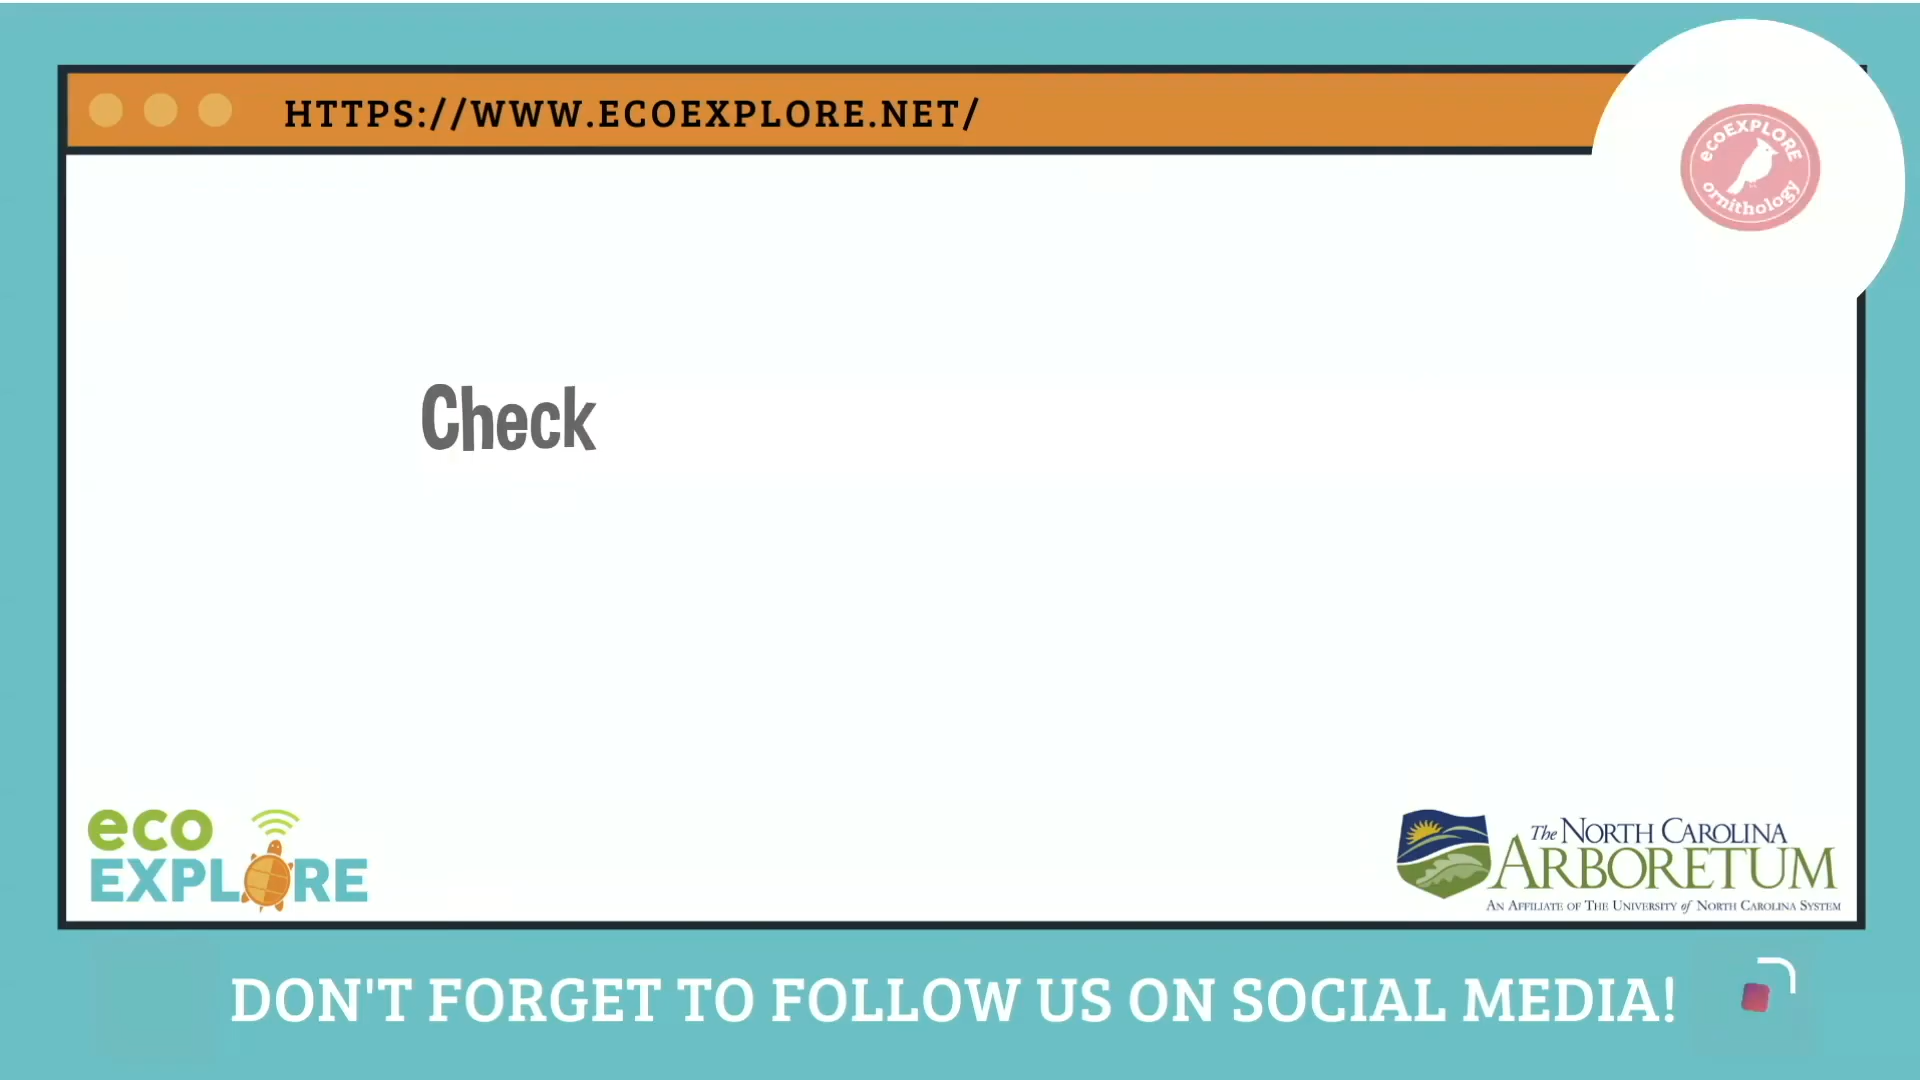 HTTPS://WWW.ECOEXPLORE.NET/
ecoEXPLORE
ornithology
Check
eco
EXPLORE
The NORTH CAROLINA
ARBORETUM
AN AFFILIATE OF THE UNIVERSITY of NORTH CAROLINA SYSTEM
DON'T FORGET TO FOLLOW US ON SOCIAL MEDIA!